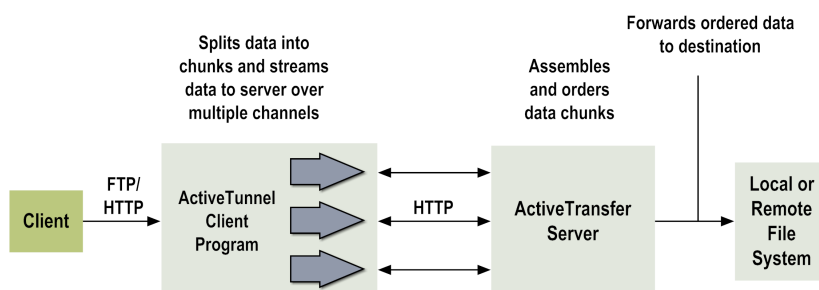 Splits data into
chunks and streams
data to server over
multiple channels
Assembles
and orders
data chunks
Forwards ordered data
to destination
Client
FTP/
HTTP
ActiveTunnel
Client
Program
HTTP
ActiveTransfer
Server
Local or
Remote
File
System